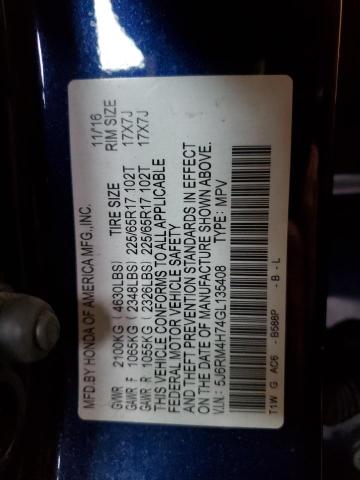 MFD.BY HONDA OF AMERICA MFG.,INC. 11/16
TIRE SIZE RIM SIZE
GVWR 2100KG (4630LBS)
GAWR F 1065KG (2348LBS) 225/65R17 102T 17X7J
GAWR R 1055KG (2326LBS) 225/65R17 102T 17X7J
THIS VEHICLE CONFORMS TO ALL APPLICABLE
FEDERAL MOTOR VEHICLE SAFETY
AND THEFT PREVENTION STANDARDS IN EFFECT
ON THE DATE OF MANUFACTURE SHOWN ABOVE.
V.I.N.: 5J6RM4H74GL135408 TYPE: MPV
T1W G AC6 -B588P -B-L